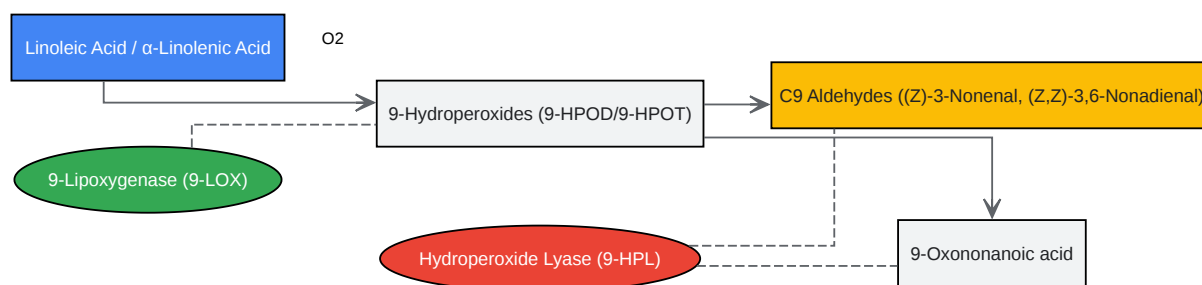 Linoleic Acid / α-Linolenic Acid
O2
9-Hydroperoxides (9-HPOD/9-HPOT)
C9 Aldehydes ((Z)-3-Nonenal, (Z,Z)-3,6-Nonadienal)
9-Lipoxygenase (9-LOX)
Hydroperoxide Lyase (9-HPL)
9-Oxononanoic acid